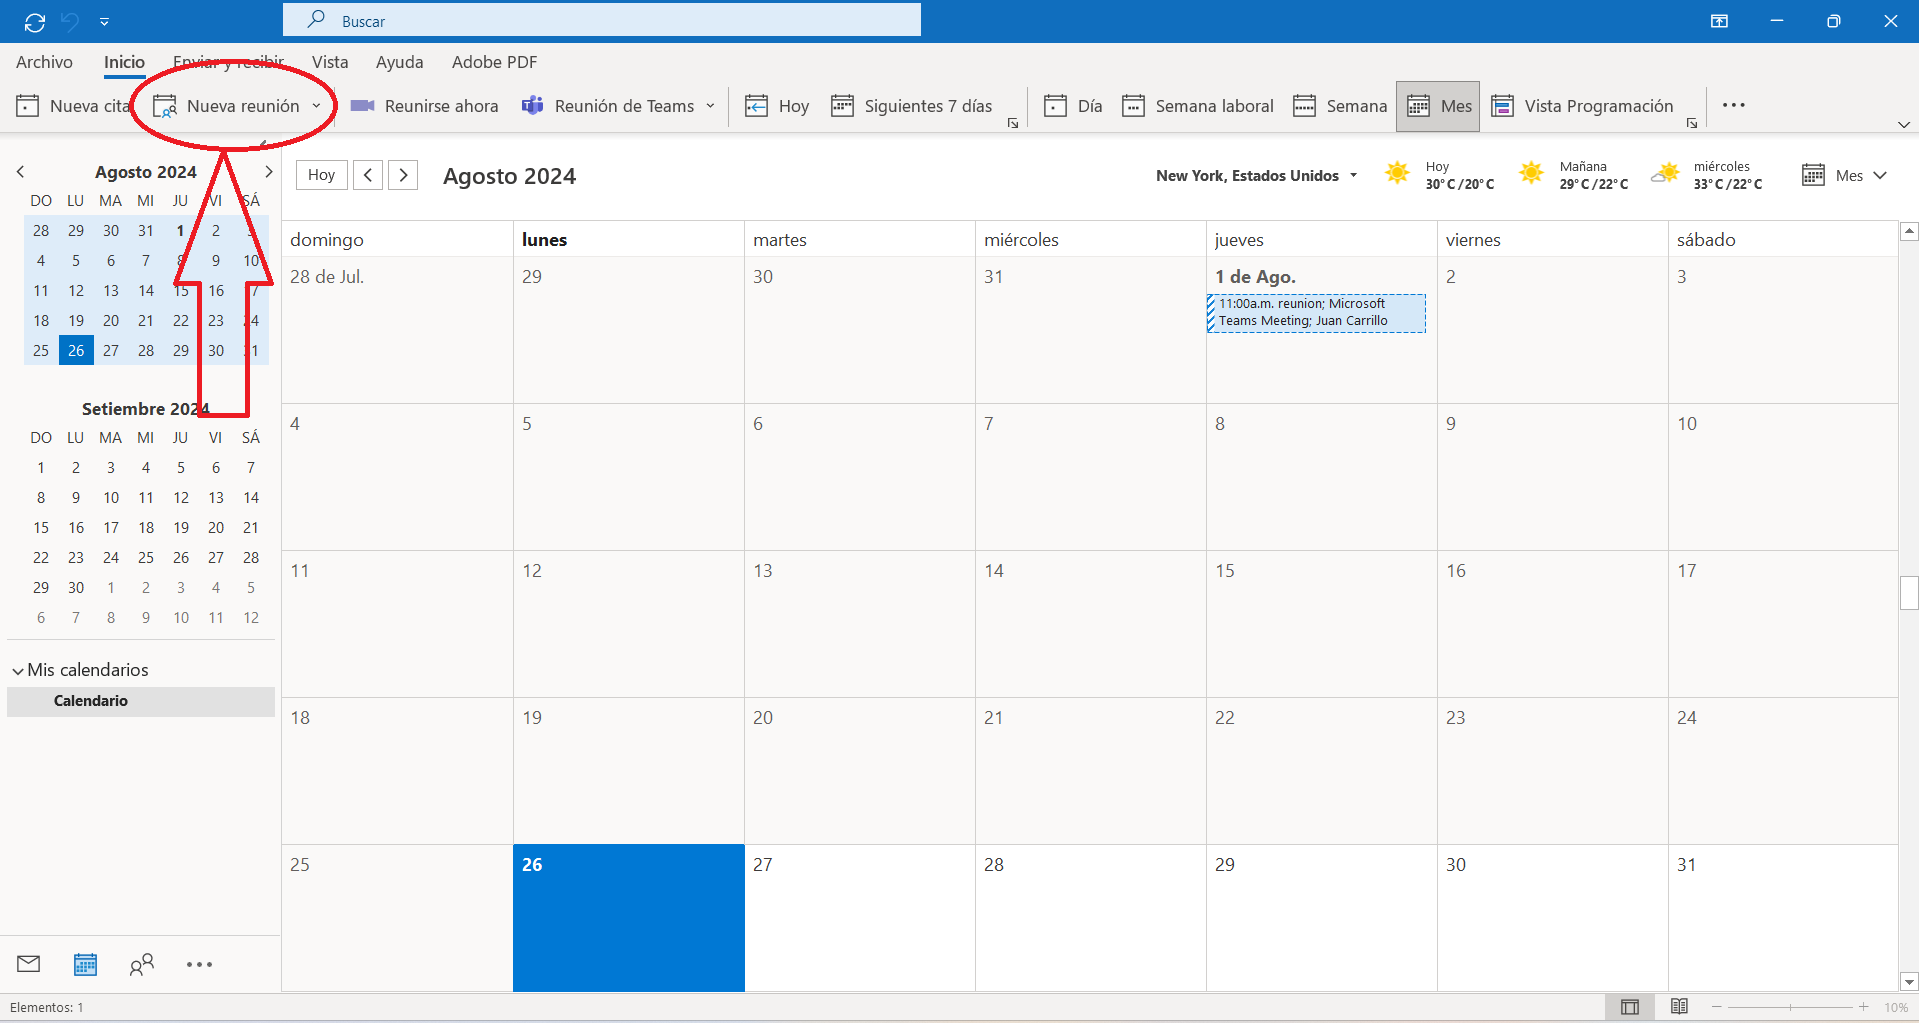 Buscar
Archivo Inicio Enviar y recibir Vista Ayuda Adobe PDF
Nueva cita Nueva reunión Reunirse ahora Reunión de Teams Hoy Siguientes 7 días Día Semana laboral Semana Mes Vista Programación
Agosto 2024
DO LU MA MI JU VI SÁ
28 29 30 31 1 2 3
4 5 6 7 8 9 10
11 12 13 14 15 16 17
18 19 20 21 22 23 24
25 26 27 28 29 30 31
Setiembre 2024
DO LU MA MI JU VI SÁ
1 2 3 4 5 6 7
8 9 10 11 12 13 14
15 16 17 18 19 20 21
22 23 24 25 26 27 28
29 30 1 2 3 4 5
6 7 8 9 10 11 12
Mis calendarios
Calendario
Hoy Agosto 2024
New York, Estados Unidos
Hoy
30°C/20°C
Mañana
29°C/22°C
miércoles
33°C/22°C
Mes
domingo lunes martes miércoles jueves viernes sábado
28 de Jul. 29 30 31 1 de Ago. 2 3
11:00a.m. reunion; Microsoft
Teams Meeting; Juan Carrillo
4 5 6 7 8 9 10
11 12 13 14 15 16 17
18 19 20 21 22 23 24
25 26 27 28 29 30 31
Elementos: 1
10%